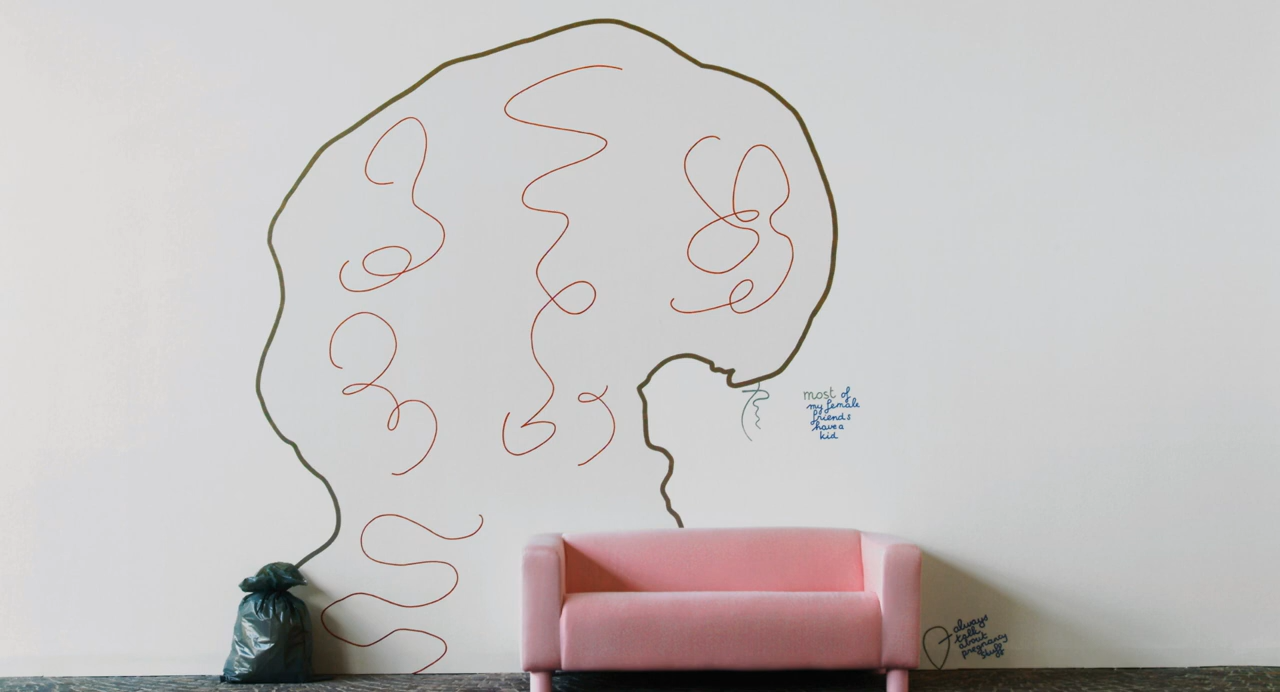 most of
my female
friends
have a
kid
always
talk
about
pregnancy
stuff